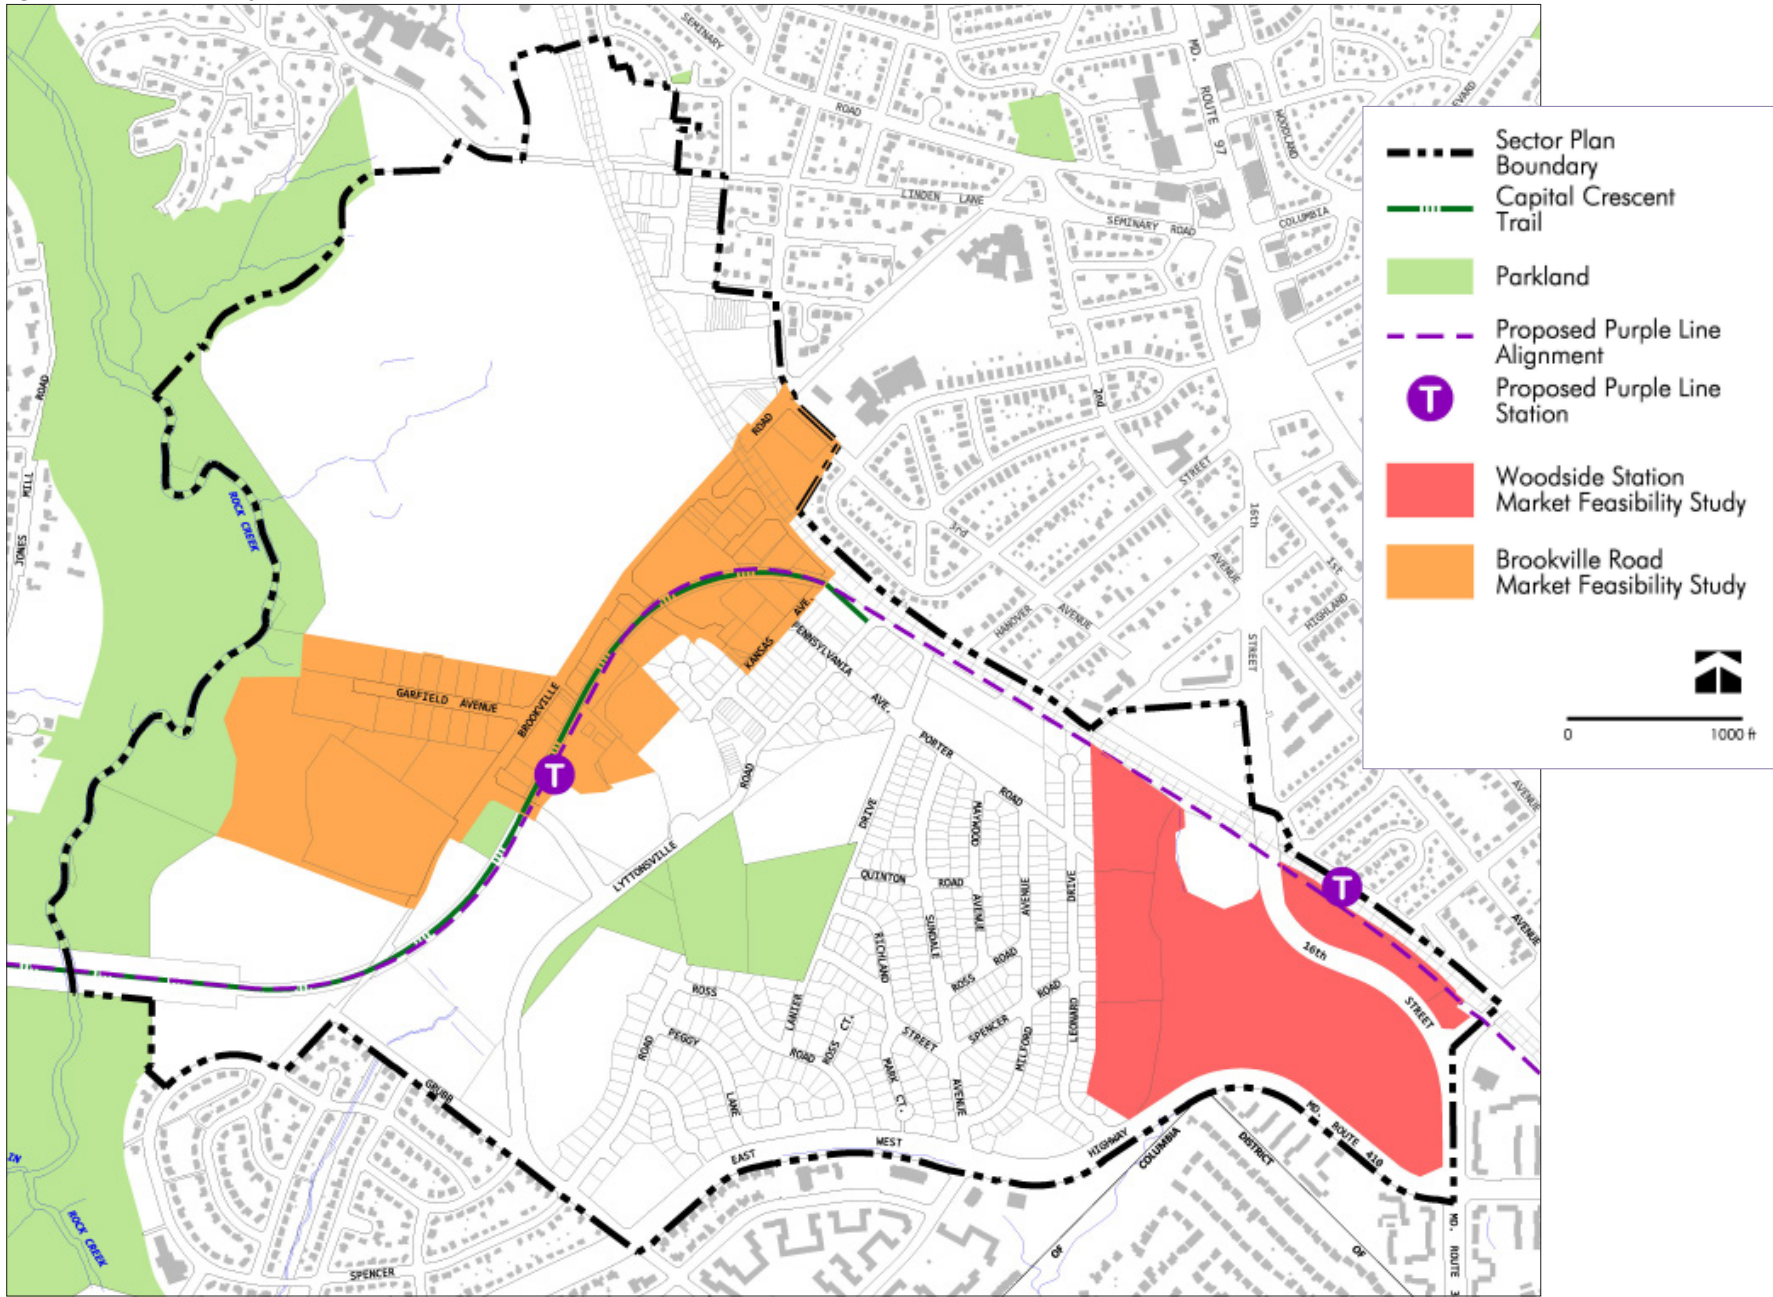 SEMINARY
ROAD
MD.
ROUTE 97
WOODLAND
LINDEN LANE
SEMINARY ROAD
COLUMBIA
Sector Plan
Boundary
Capital Crescent
Trail
Parkland
Proposed Purple Line
Alignment
T
Proposed Purple Line
Station
Woodside Station
Market Feasibility Study
Brookville Road
Market Feasibility Study
0 1000 ft
ROAD
MILL
JONES
ROCK CREEK
ROAD
2nd
STREET
3rd
16th
STREET
AVENUE
1st
HIGHLAND
HANOVER AVENUE
KANSAS AVE.
PENNSYLVANIA
AVE.
GARFIELD AVENUE
BROOKVILLE
T
ROAD
LYTTONSVILLE
PORTER
ROAD
DRIVE
MAYWOOD
AVENUE
QUINTON ROAD
AVENUE
DRIVE
SUNDALE
RICHLAND
STREET
ROSS ROAD
SPENCER ROAD
MILFORD
LEONARD
AVENUE
ROSS
ROAD
LANIER
ROSS CT.
PEGGY
LANE
ROAD
MARK CT.
GRUBB
EAST
WEST
HIGHWAY
T
16th
STREET
AVENUE
AVENUE
MD.
ROUTE
410
COLUMBIA
DISTRICT
OF
OF
MD. ROUTE 3
IN
ROCK CREEK
SPENCER